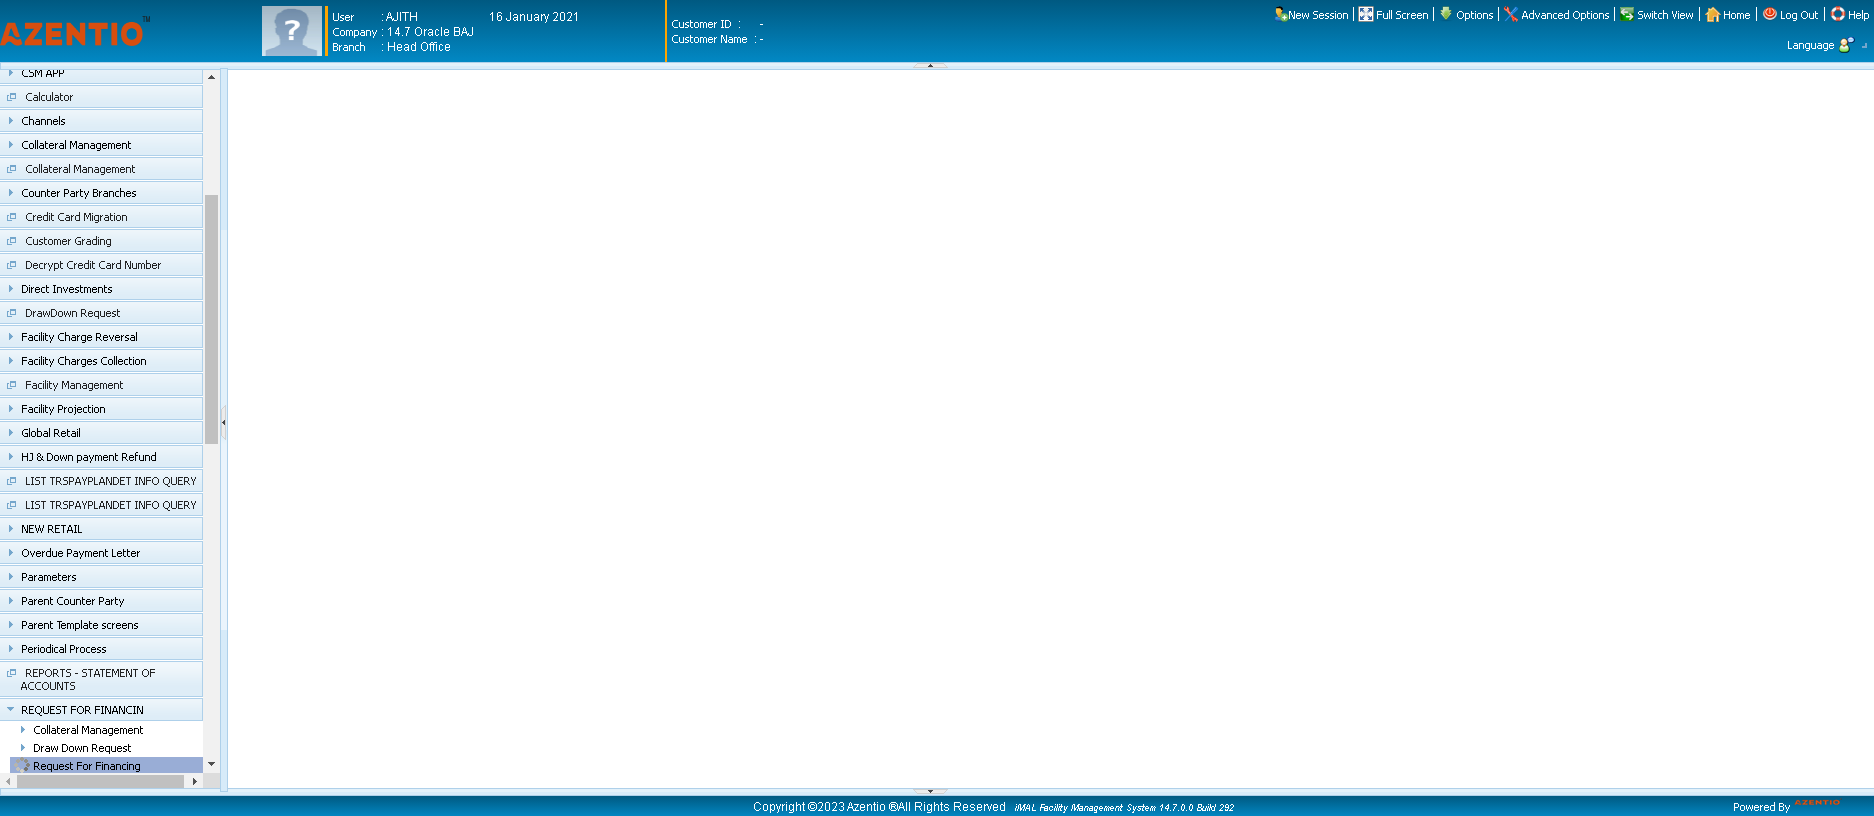 AZENTIO™
User : AJITH 16 January 2021
Company : 14.7 Oracle BAJ
Branch : Head Office
Customer ID : -
Customer Name : -
New Session | Full Screen | Options | Advanced Options | Switch View | Home | Log Out | Help
Language
CSM APP
Calculator
Channels
Collateral Management
Collateral Management
Counter Party Branches
Credit Card Migration
Customer Grading
Decrypt Credit Card Number
Direct Investments
DrawDown Request
Facility Charge Reversal
Facility Charges Collection
Facility Management
Facility Projection
Global Retail
HJ & Down payment Refund
LIST TRSPAYPLANDET INFO QUERY
LIST TRSPAYPLANDET INFO QUERY
NEW RETAIL
Overdue Payment Letter
Parameters
Parent Counter Party
Parent Template screens
Periodical Process
REPORTS - STATEMENT OF
ACCOUNTS
REQUEST FOR FINANCIN
Collateral Management
Draw Down Request
Request For Financing
Copyright ©2023 Azentio ®All Rights Reserved iMAL Facility Management System 14.7.0.0 Build 292
Powered By AZENTIO